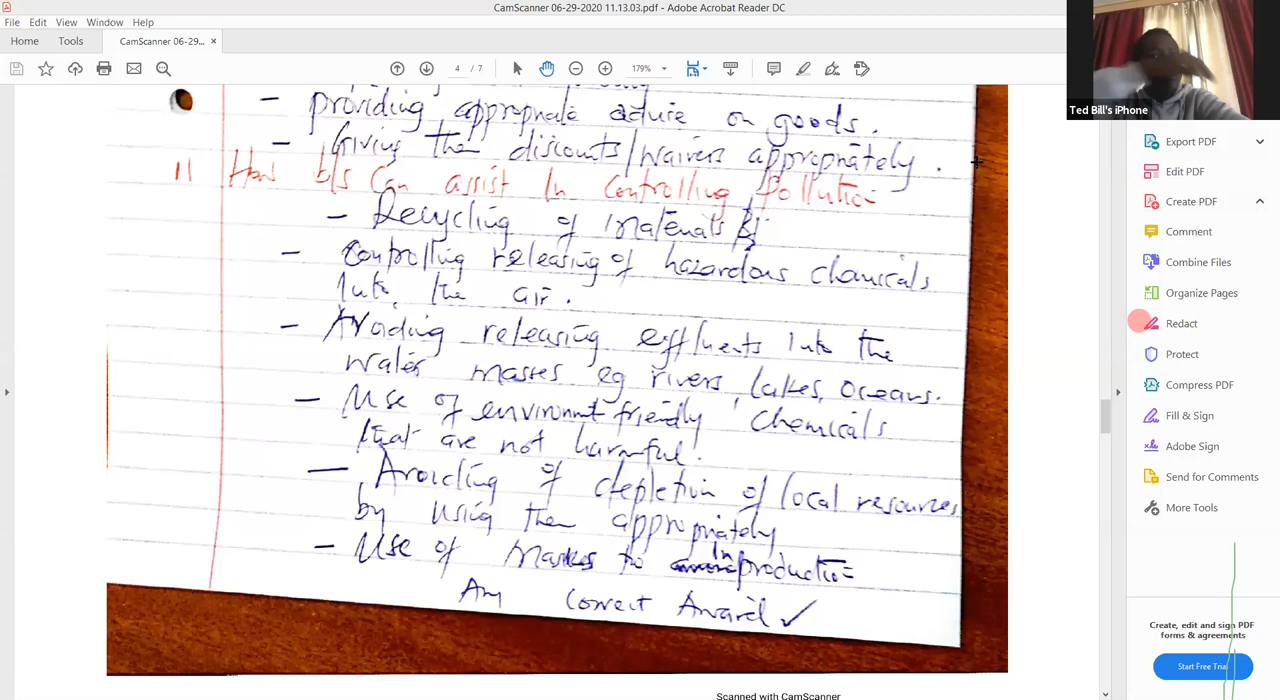 CamScanner 06-29-2020 11.13.03.pdf - Adobe Acrobat Reader DC
File Edit View Window Help
Home Tools CamScanner 06-29... ×
4 / 7 179%
Ted Bill's iPhone
- providing appropriate advise on goods.
- Giving them discounts/waivers appropriately.
11 How b/s Can assist In Controlling Pollution
- Recycling of materials
- Controlling releasing of hazardous chemicals
Into the air.
- Avoding releasing effluents into the
water masses eg rivers, lakes, oceans.
- Use of environment friendly chemicals
that are not harmful.
- Avoiding of depletion of local resources
by using them appropriately
- Use of to In production
Any Correct Award ✓
Scanned with CamScanner
Export PDF
Edit PDF
Create PDF
Comment
Combine Files
Organize Pages
Redact
Protect
Compress PDF
Fill & Sign
Adobe Sign
Send for Comments
More Tools
Create, edit and sign PDF
forms & agreements
Start Free Trial